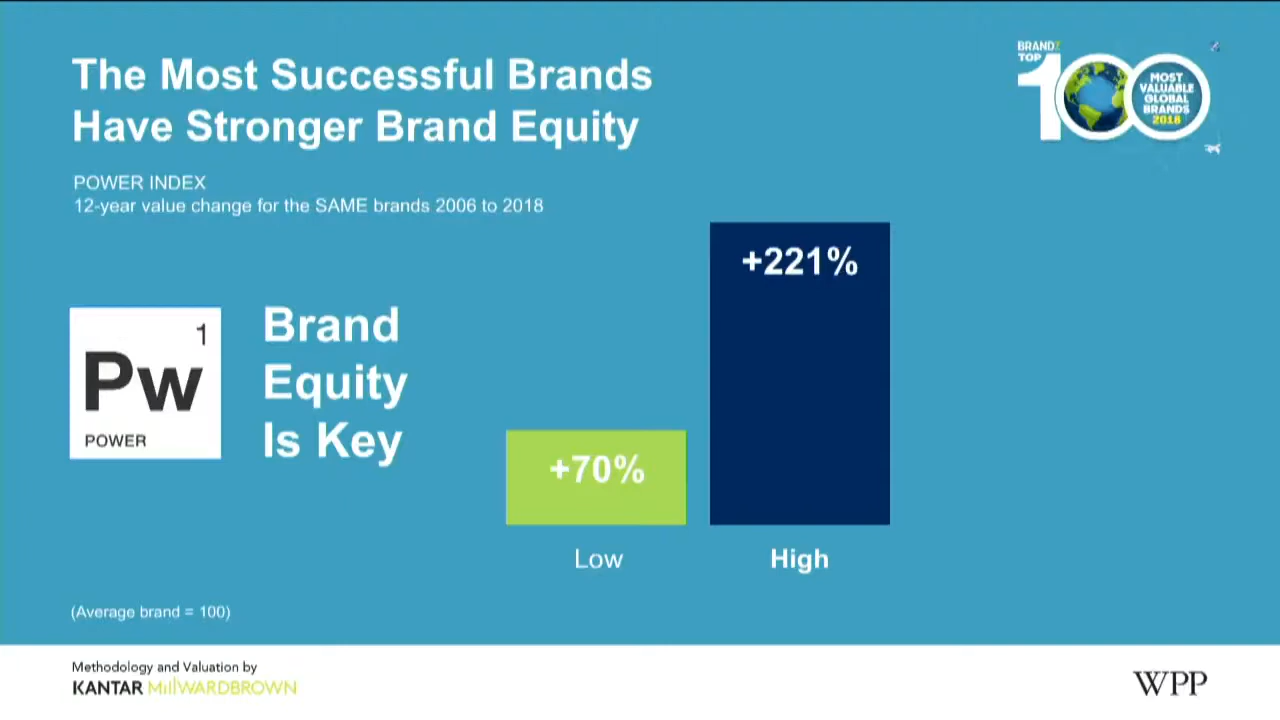 The Most Successful Brands
Have Stronger Brand Equity
BRANDZ
TOP
100
MOST
VALUABLE
GLOBAL
BRANDS
2018
POWER INDEX
12-year value change for the SAME brands 2006 to 2018
1
Pw
POWER
Brand
Equity
Is Key
+70%
+221%
Low
High
(Average brand = 100)
Methodology and Valuation by
KANTAR MillWARDBROWN
WPP